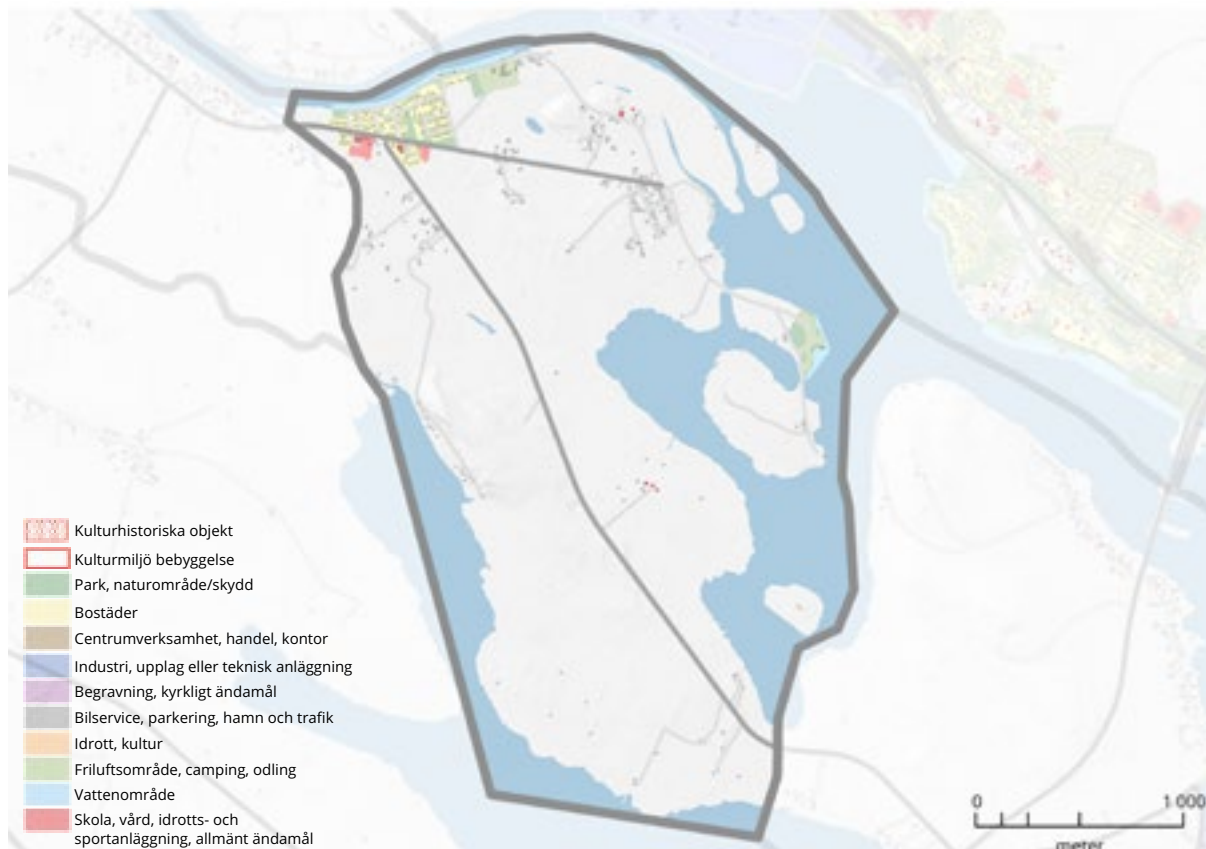 Kulturhistoriska objekt
Kulturmiljö bebyggelse
Park, naturområde/skydd
Bostäder
Centrumverksamhet, handel, kontor
Industri, upplag eller teknisk anläggning
Begravning, kyrkligt ändamål
Bilservice, parkering, hamn och trafik
Idrott, kultur
Friluftsområde, camping, odling
Vattenområde
Skola, vård, idrotts- och
sportanläggning, allmänt ändamål
0 1 000
meter